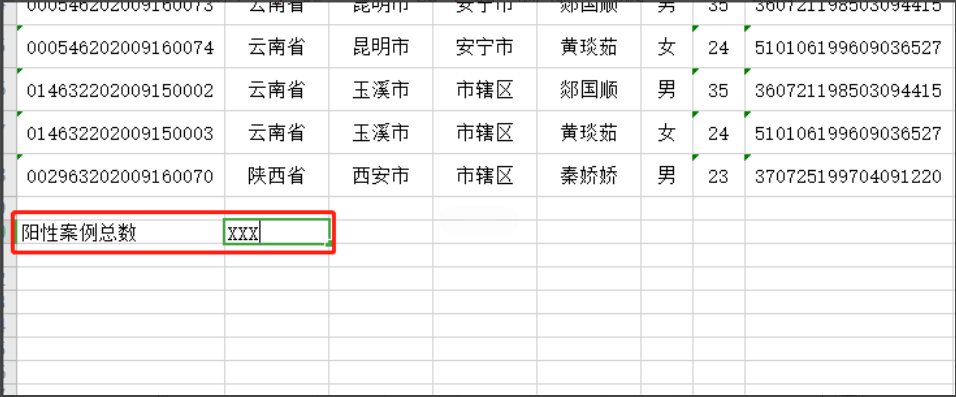 000546202009160073 云南省 昆明市 安宁市 郯国顺 男 35 360721198503094415
000546202009160074 云南省 昆明市 安宁市 黄琰茹 女 24 510106199609036527
014632202009150002 云南省 玉溪市 市辖区 郯国顺 男 35 360721198503094415
014632202009150003 云南省 玉溪市 市辖区 黄琰茹 女 24 510106199609036527
002963202009160070 陕西省 西安市 市辖区 秦娇娇 男 23 370725199704091220
阳性案例总数 XXX